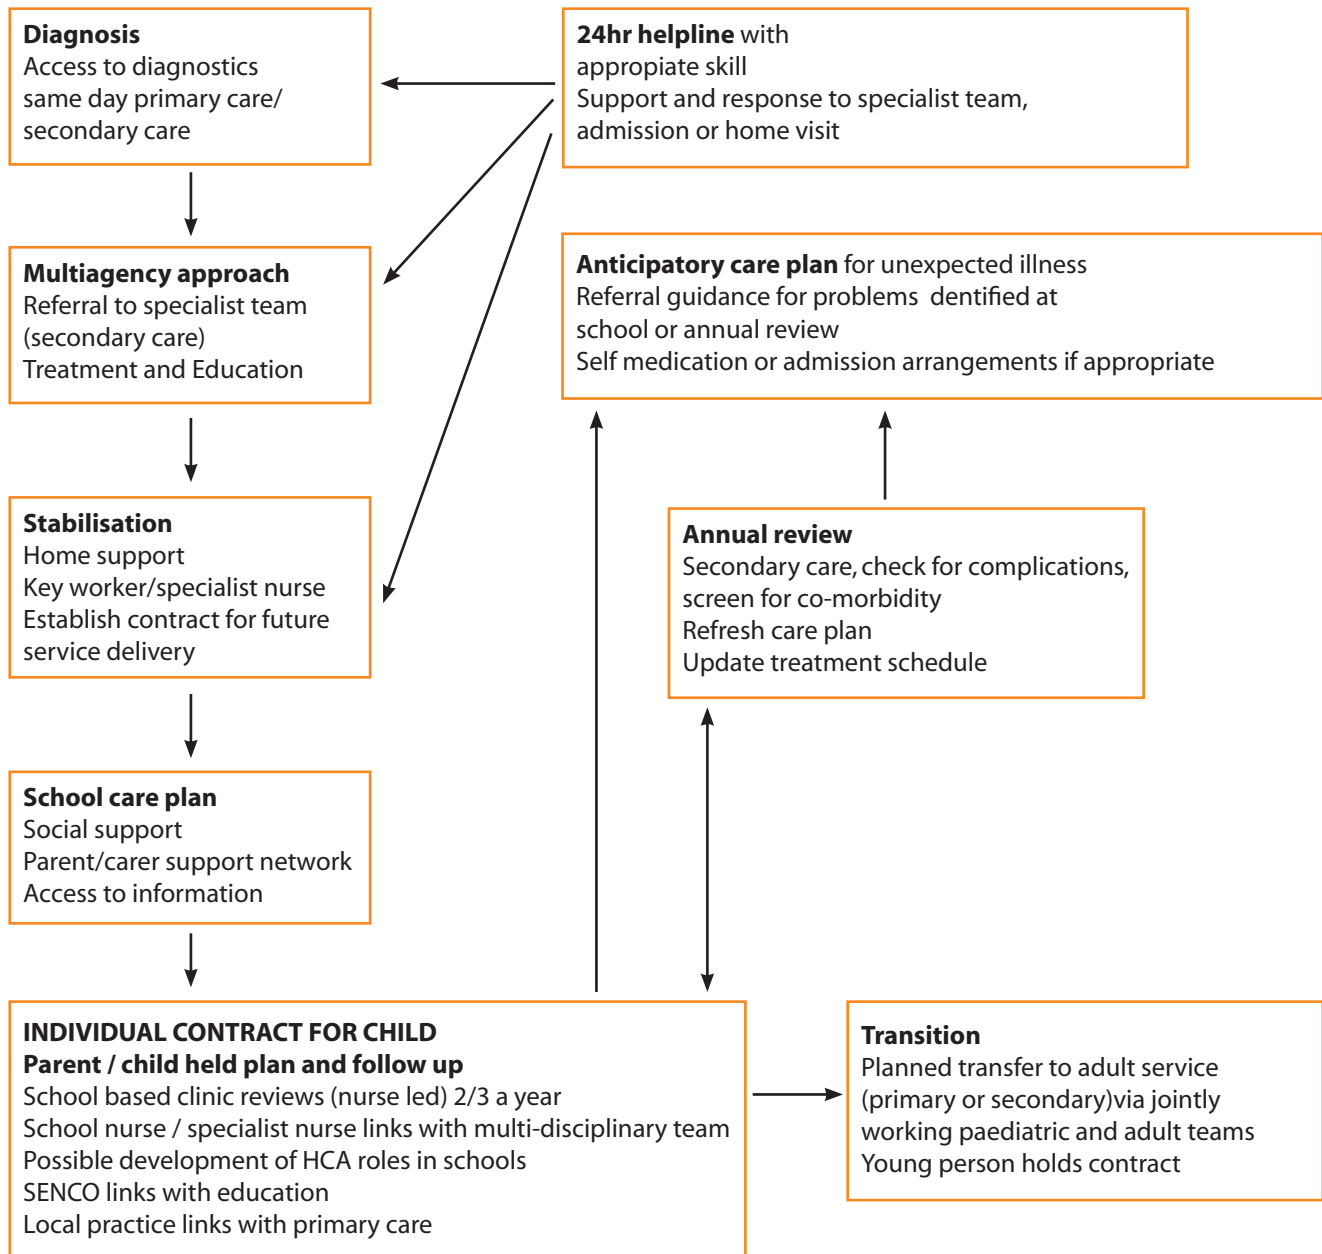 Diagnosis
Access to diagnostics
same day primary care/
secondary care
24hr helpline with
appropiate skill
Support and response to specialist team,
admission or home visit
Multiagency approach
Referral to specialist team
(secondary care)
Treatment and Education
Anticipatory care plan for unexpected illness
Referral guidance for problems  dentified at
school or annual review
Self medication or admission arrangements if appropriate
Stabilisation
Home support
Key worker/specialist nurse
Establish contract for future
service delivery
Annual review
Secondary care, check for complications,
screen for co-morbidity
Refresh care plan
Update treatment schedule
School care plan
Social support
Parent/carer support network
Access to information
INDIVIDUAL CONTRACT FOR CHILD
Parent / child held plan and follow up
School based clinic reviews (nurse led) 2/3 a year
School nurse / specialist nurse links with multi-disciplinary team
Possible development of HCA roles in schools
SENCO links with education
Local practice links with primary care
Transition
Planned transfer to adult service
(primary or secondary)via jointly
working paediatric and adult teams
Young person holds contract